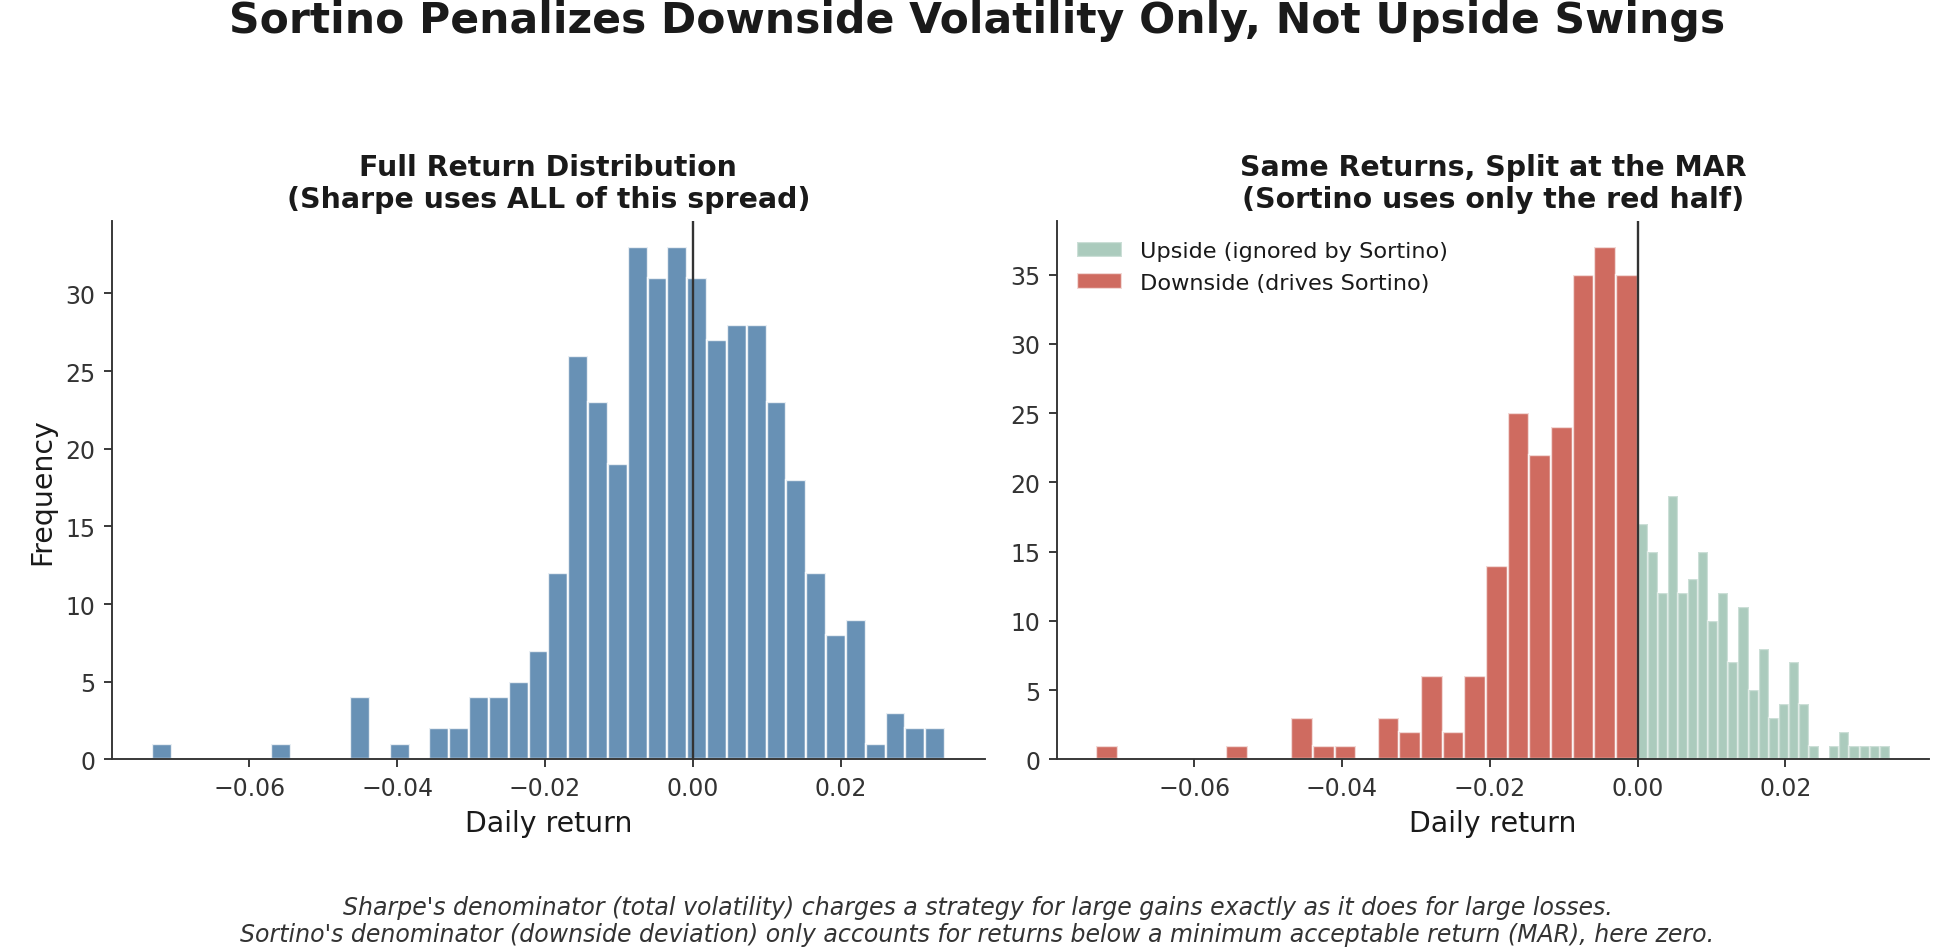 Sortino Penalizes Downside Volatility Only, Not Upside Swings
Full Return Distribution
(Sharpe uses ALL of this spread)
Frequency
30
25
20
15
10
5
0
−0.06
−0.04
−0.02
0.00
0.02
Daily return
Same Returns, Split at the MAR
(Sortino uses only the red half)
Upside (ignored by Sortino)
Downside (drives Sortino)
35
30
25
20
15
10
5
0
−0.06
−0.04
−0.02
0.00
0.02
Daily return
Sharpe's denominator (total volatility) charges a strategy for large gains exactly as it does for large losses.
Sortino's denominator (downside deviation) only accounts for returns below a minimum acceptable return (MAR), here zero.